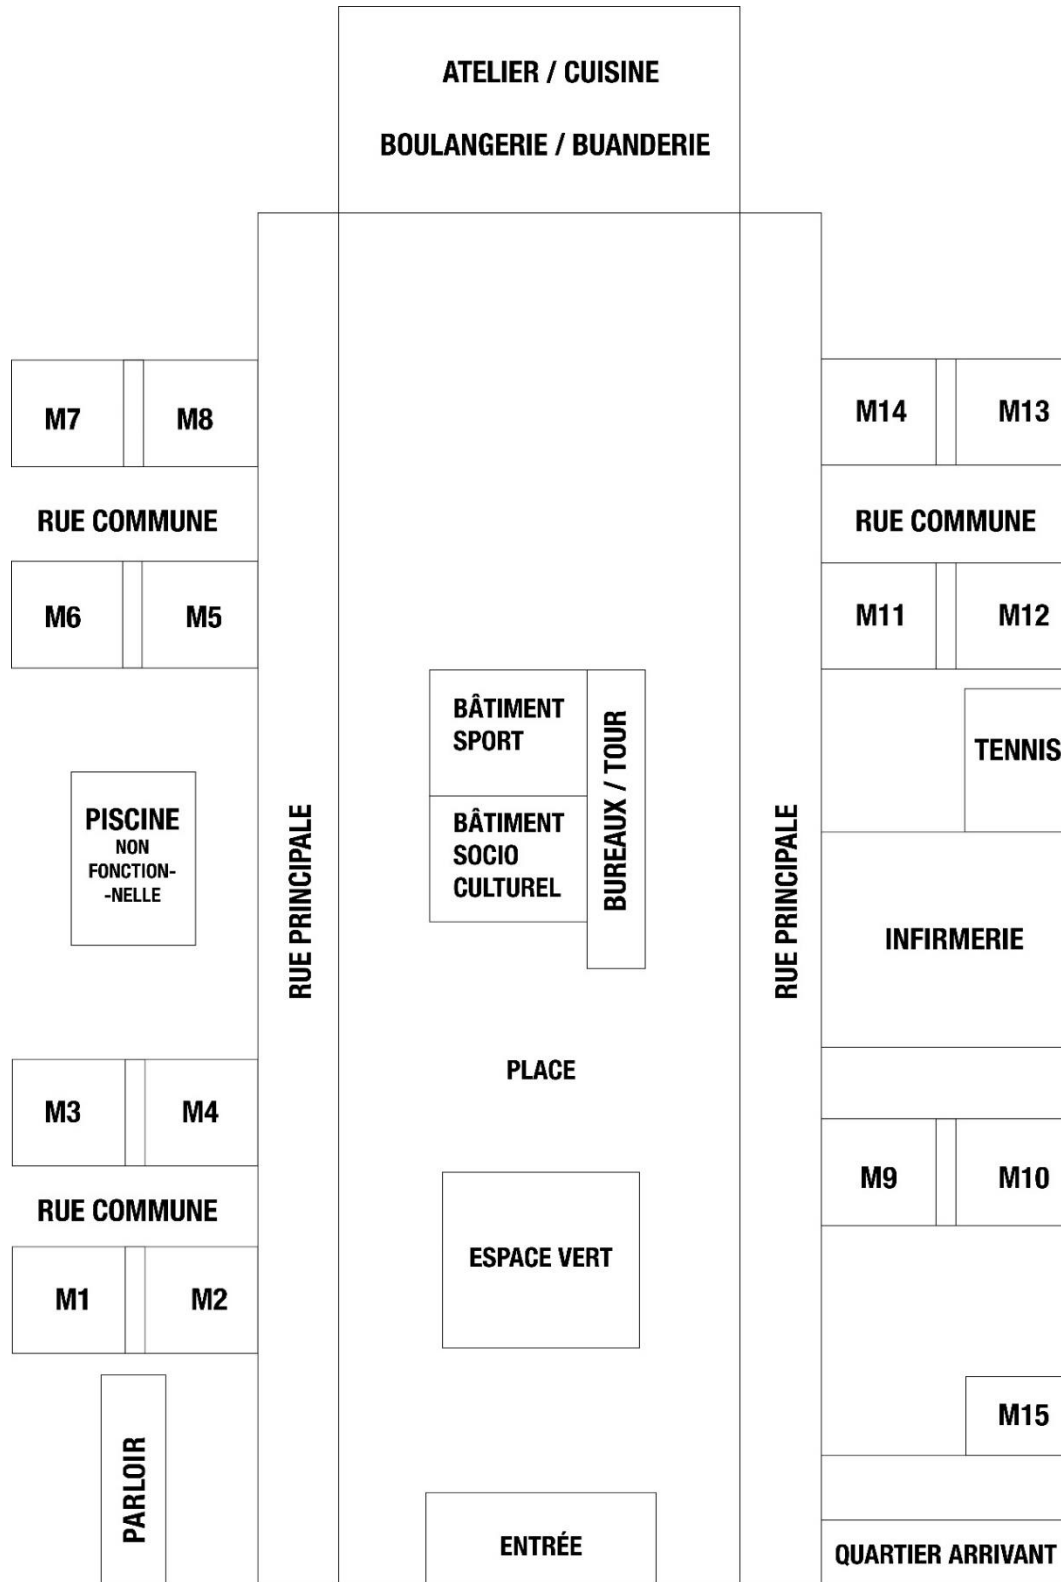 ATELIER / CUISINE
BOULANGERIE / BUANDERIE
M7
M8
M14
M13
RUE COMMUNE
RUE COMMUNE
M6
M5
M11
M12
BÂTIMENT
SPORT
BUREAUX / TOUR
TENNIS
PISCINE
NON
FONCTION-
-NELLE
RUE PRINCIPALE
BÂTIMENT
SOCIO
CULTUREL
RUE PRINCIPALE
INFIRMERIE
PLACE
M3
M4
M9
M10
RUE COMMUNE
ESPACE VERT
M1
M2
M15
PARLOIR
ENTRÉE
QUARTIER ARRIVANT